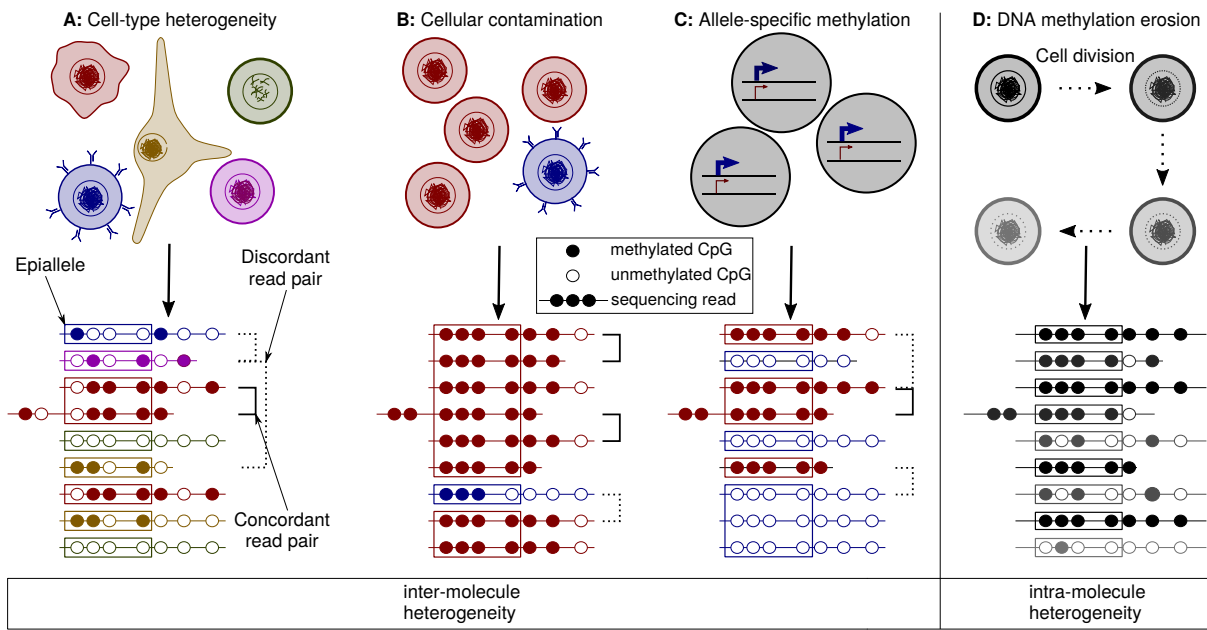 A: Cell-type heterogeneity
B: Cellular contamination
C: Allele-specific methylation
D: DNA methylation erosion
Cell division
Epiallele
Discordant
read pair
methylated CpG
unmethylated CpG
sequencing read
Concordant
read pair
inter-molecule
heterogeneity
intra-molecule
heterogeneity